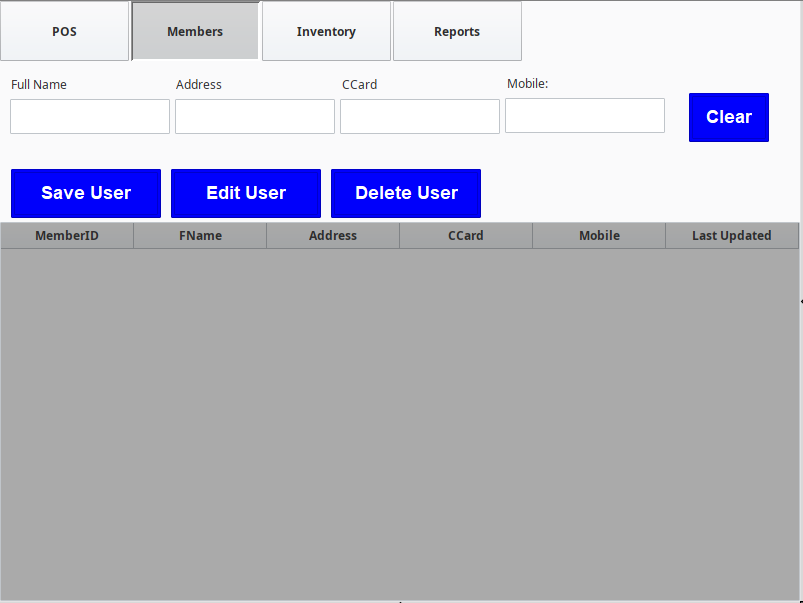 POS Members Inventory Reports
Full Name Address CCard Mobile:
Clear
Save User Edit User Delete User
MemberID FName Address CCard Mobile Last Updated